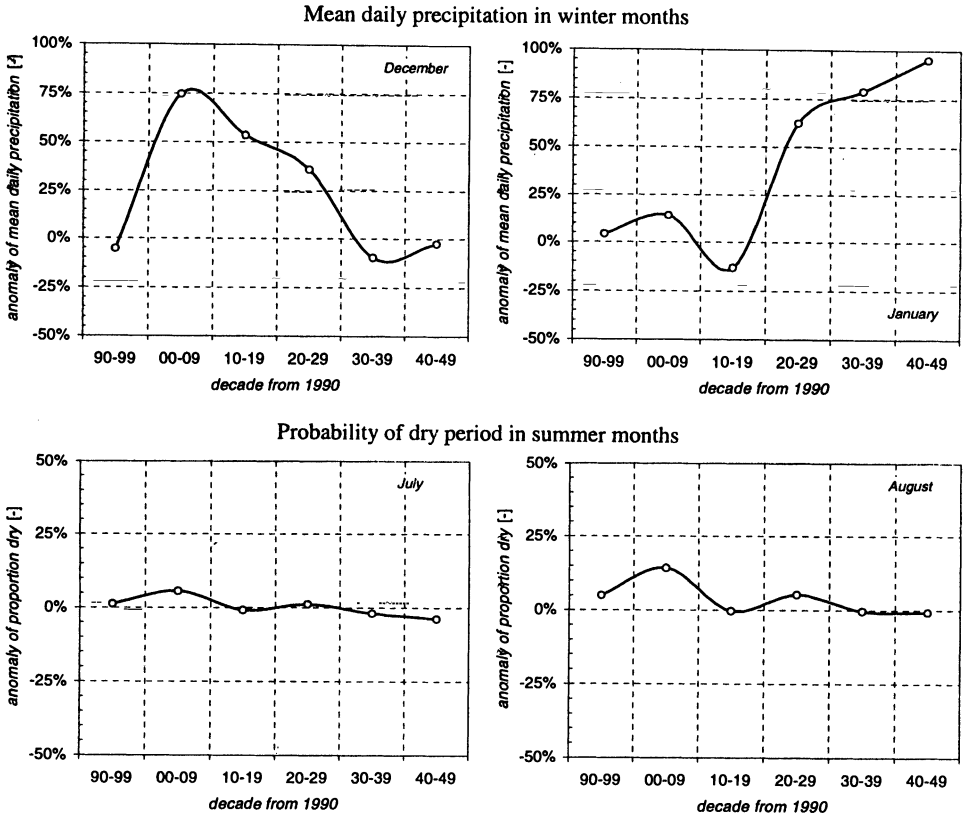 Mean daily precipitation in winter months
anomaly of mean daily precipitation [-]
100%
75%
50%
25%
0%
-25%
-50%
December
90-99 00-09 10-19 20-29 30-39 40-49
decade from 1990
anomaly of mean daily precipitation [-]
100%
75%
50%
25%
0%
-25%
-50%
January
90-99 00-09 10-19 20-29 30-39 40-49
decade from 1990
Probability of dry period in summer months
anomaly of proportion dry [-]
50%
25%
0%
-25%
-50%
July
90-99 00-09 10-19 20-29 30-39 40-49
decade from 1990
anomaly of proportion dry [-]
50%
25%
0%
-25%
-50%
August
90-99 00-09 10-19 20-29 30-39 40-49
decade from 1990